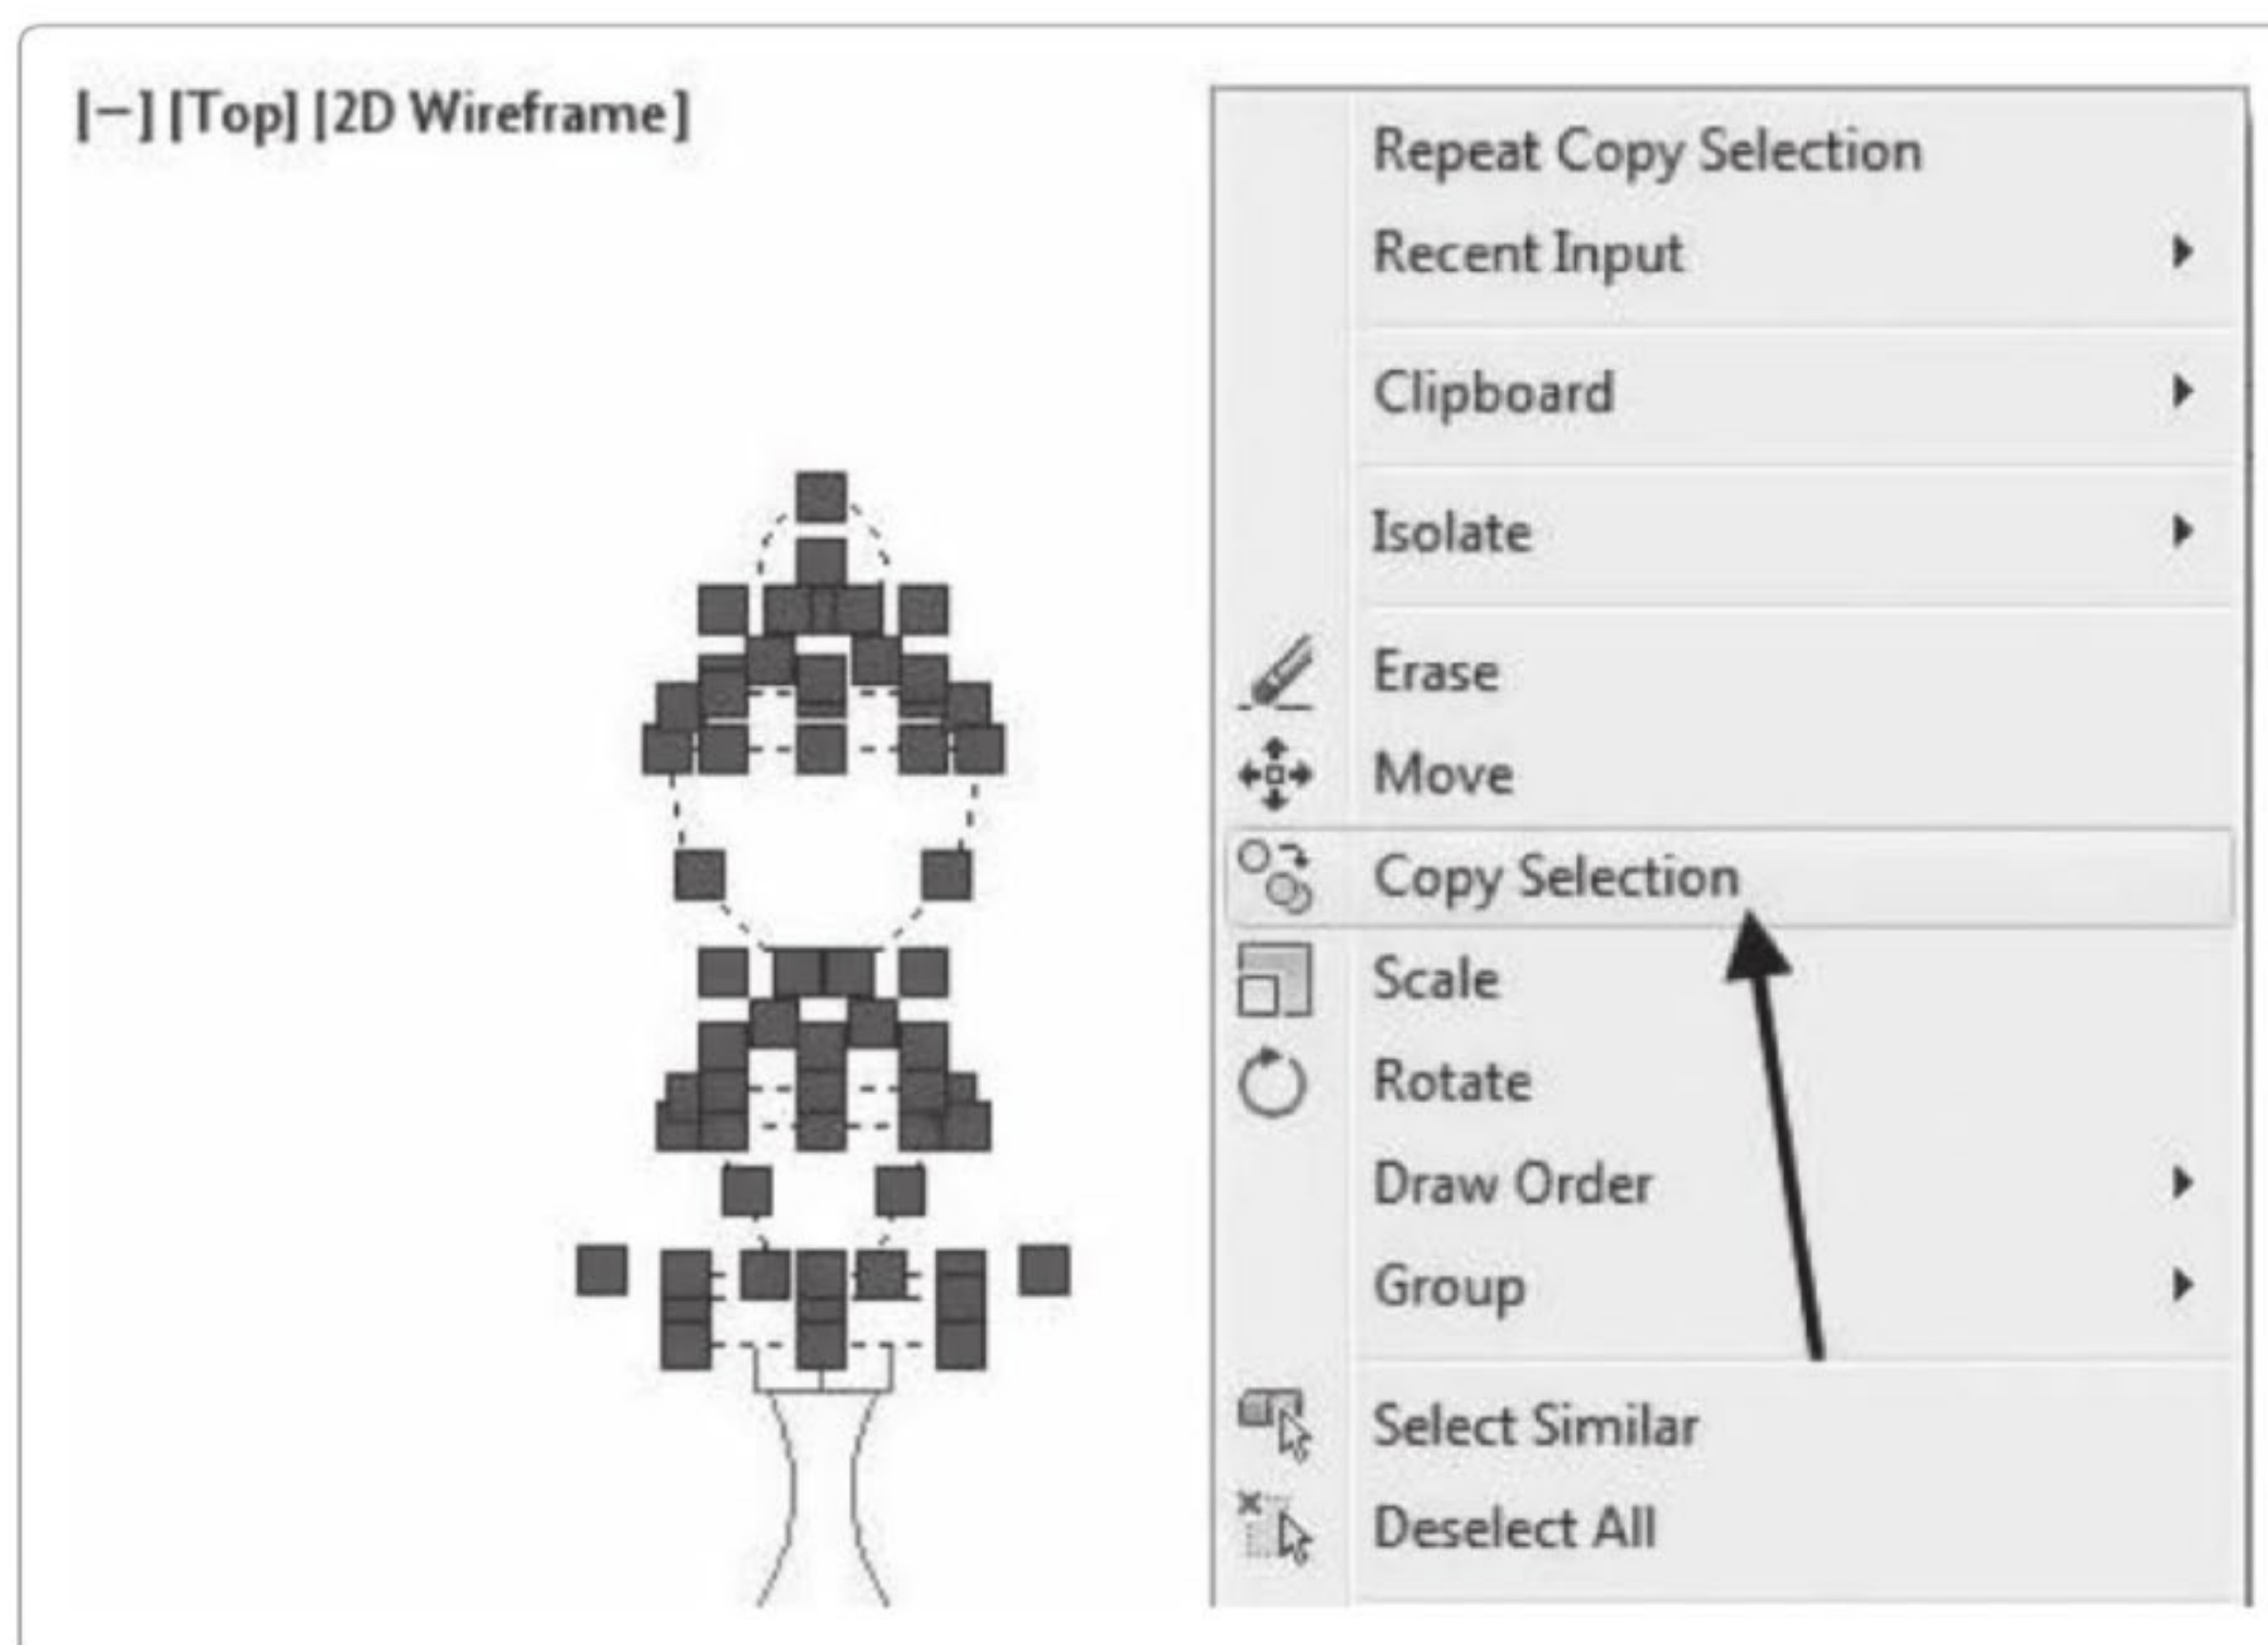 [−] [Top] [2D Wireframe]
Repeat Copy Selection
Recent Input
Clipboard
Isolate
Erase
Move
Copy Selection
Scale
Rotate
Draw Order
Group
Select Similar
Deselect All